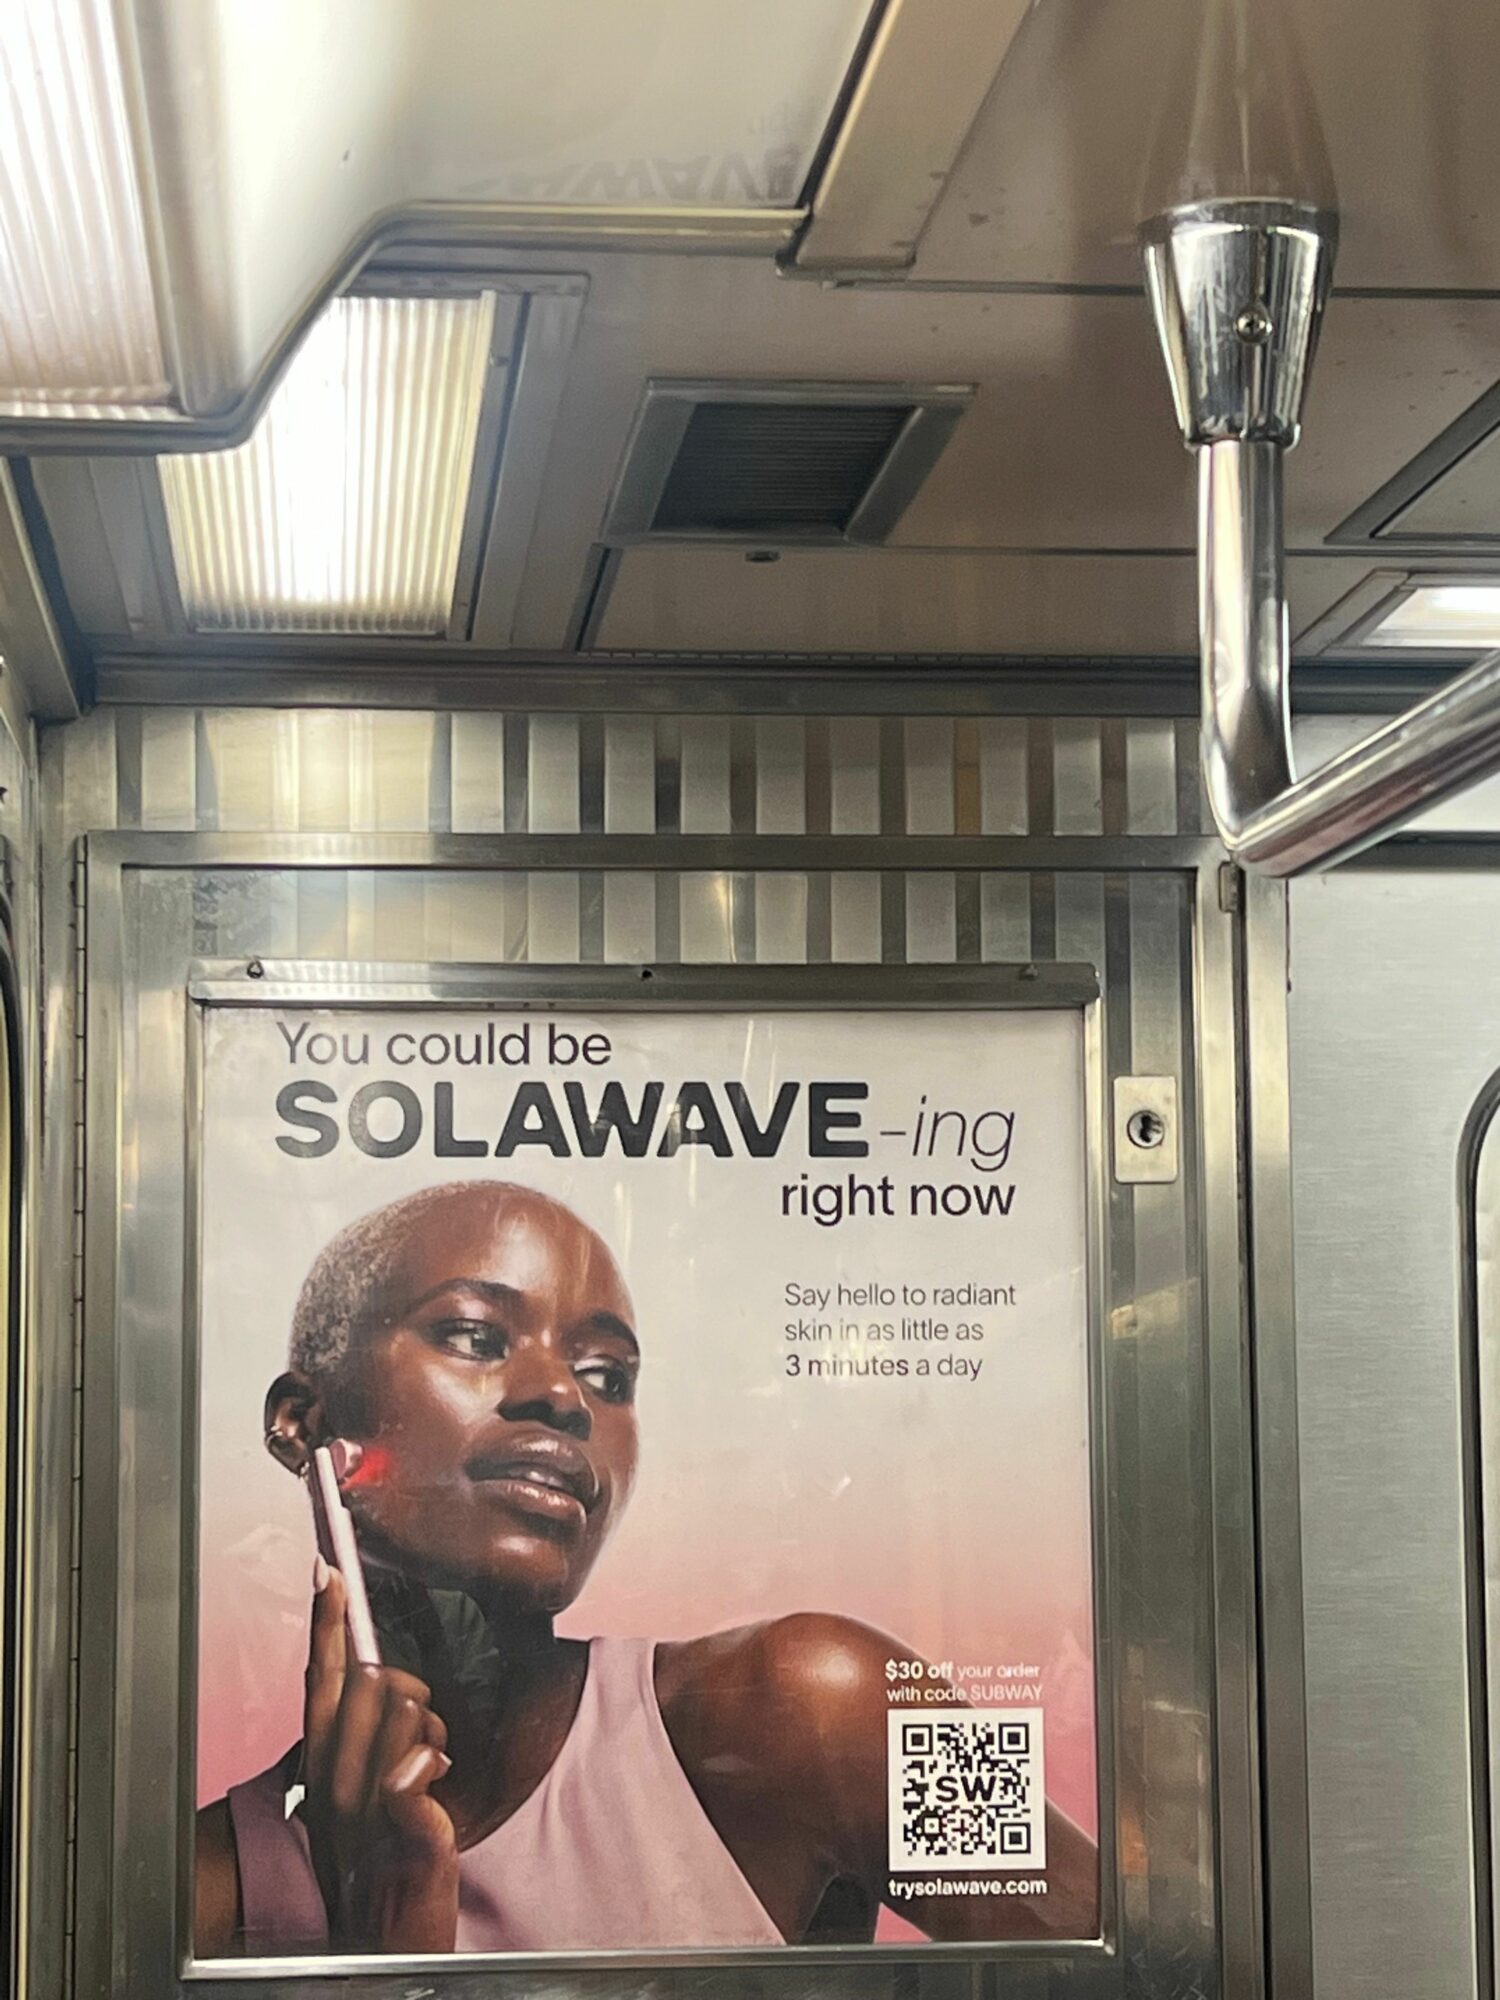 You could be
SOLAWAVE-ing
right now
Say hello to radiant
skin in as little as
3 minutes a day
$30 off your order
with code SUBWAY
SW
trysolawave.com